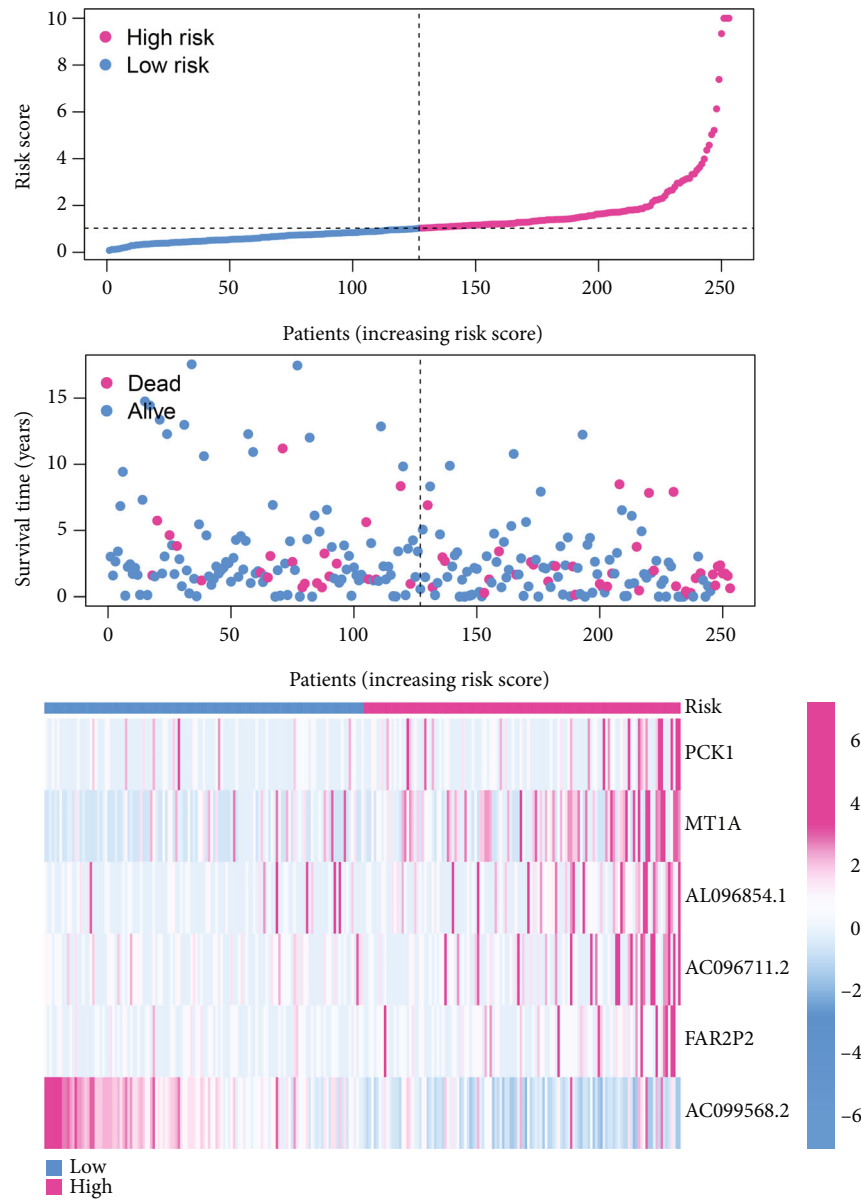 10
8
6
4
2
0
Risk score
High risk
Low risk
0 50 100 150 200 250
Patients (increasing risk score)
15
10
5
0
Survival time (years)
Dead
Alive
0 50 100 150 200 250
Patients (increasing risk score)
Risk
PCK1
MT1A
AL096854.1
AC096711.2
FAR2P2
AC099568.2
6
4
2
0
−2
−4
−6
Low
High